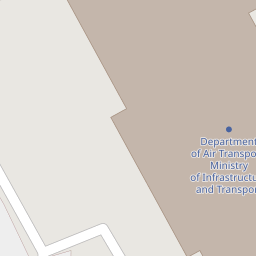 Department
of Air Transpo
Ministry
of Infrastructu
and Transpor